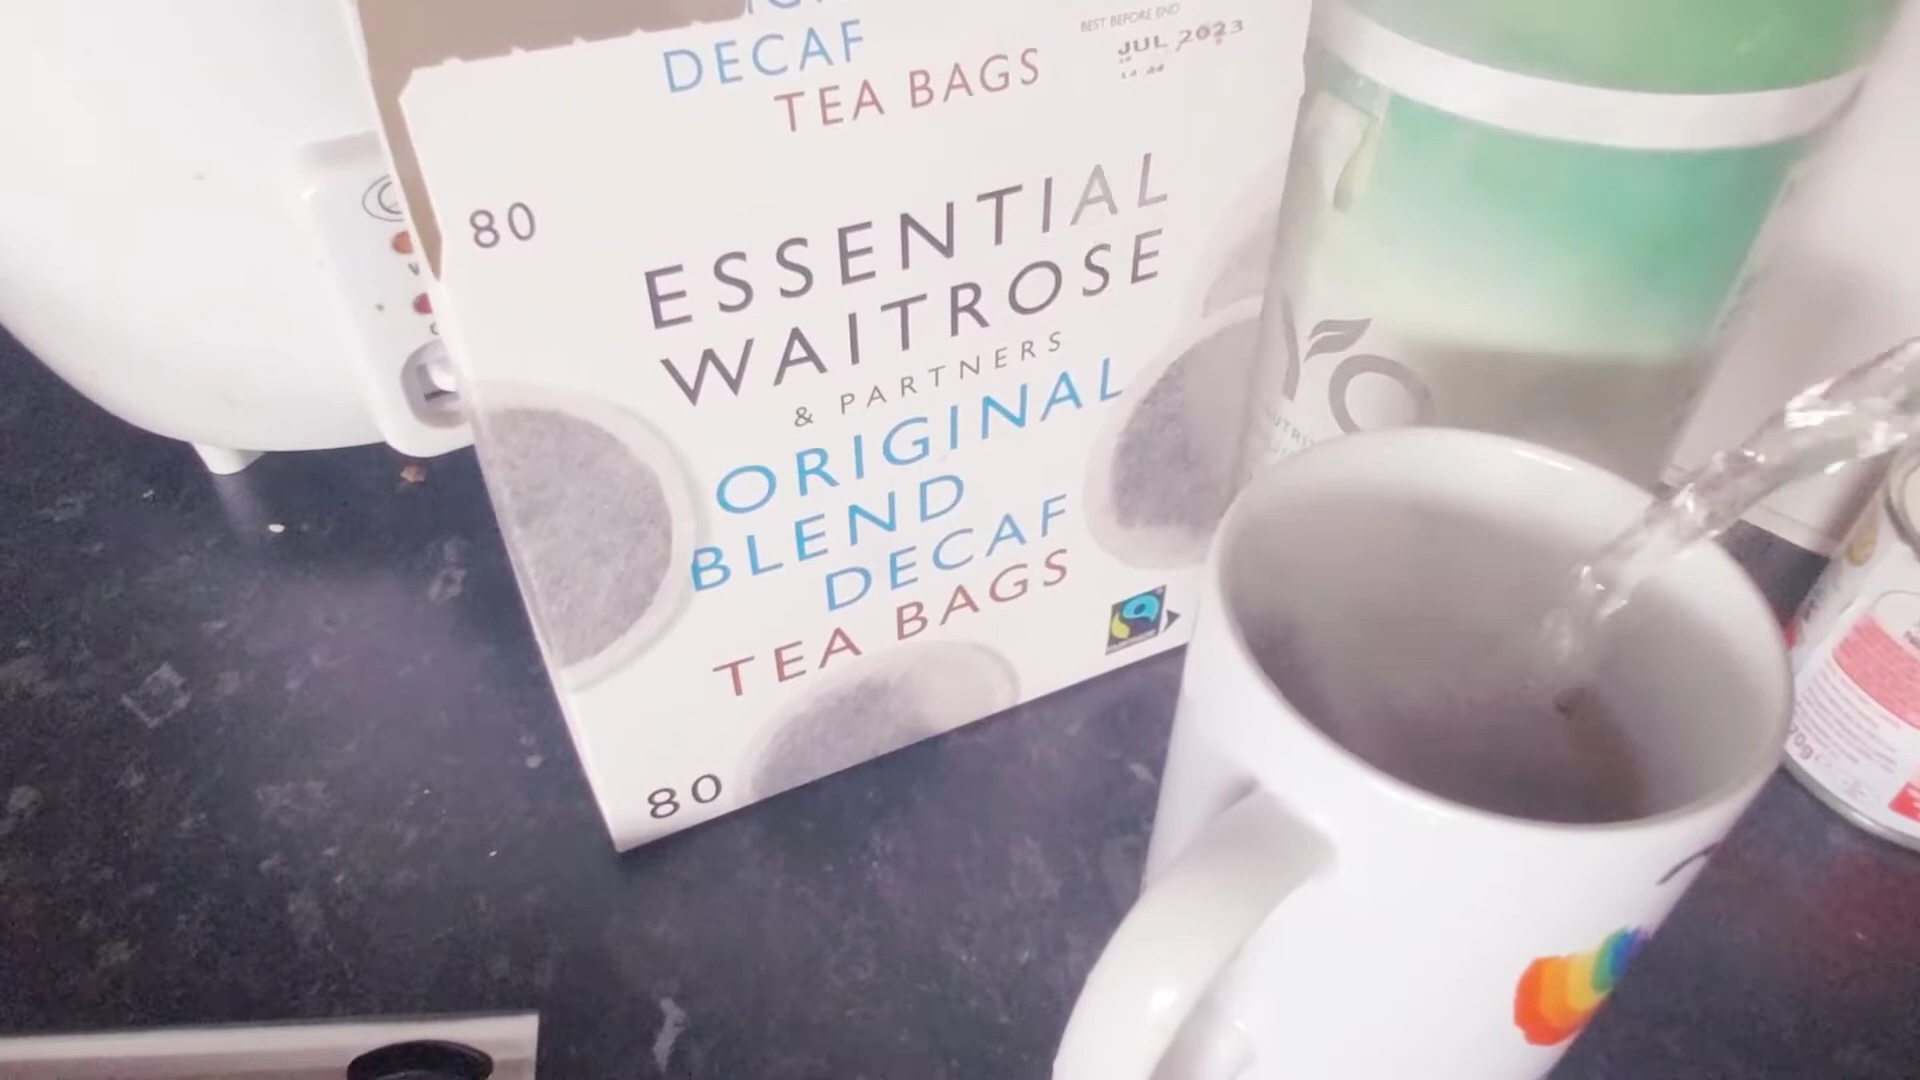 DECAF
TEA BAGS
BEST BEFORE END
JUL 2023
80
ESSENTIAL
WAITROSE
& PARTNERS
ORIGINAL
BLEND
DECAF
TEA BAGS
80